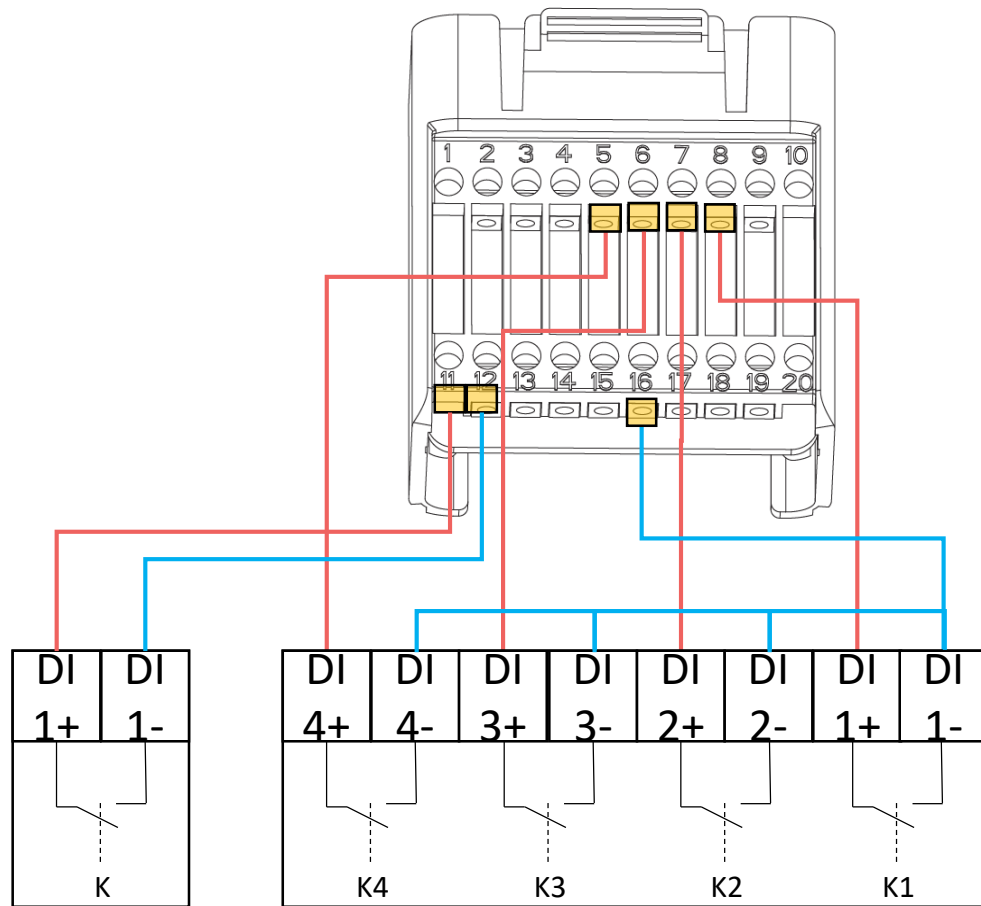 1 2 3 4 5 6 7 8 9 10
11 12 13 14 15 16 17 18 19 20
DI DI DI DI DI DI DI DI DI DI
1+ 1- 4+ 4- 3+ 3- 2+ 2- 1+ 1-
K K4 K3 K2 K1